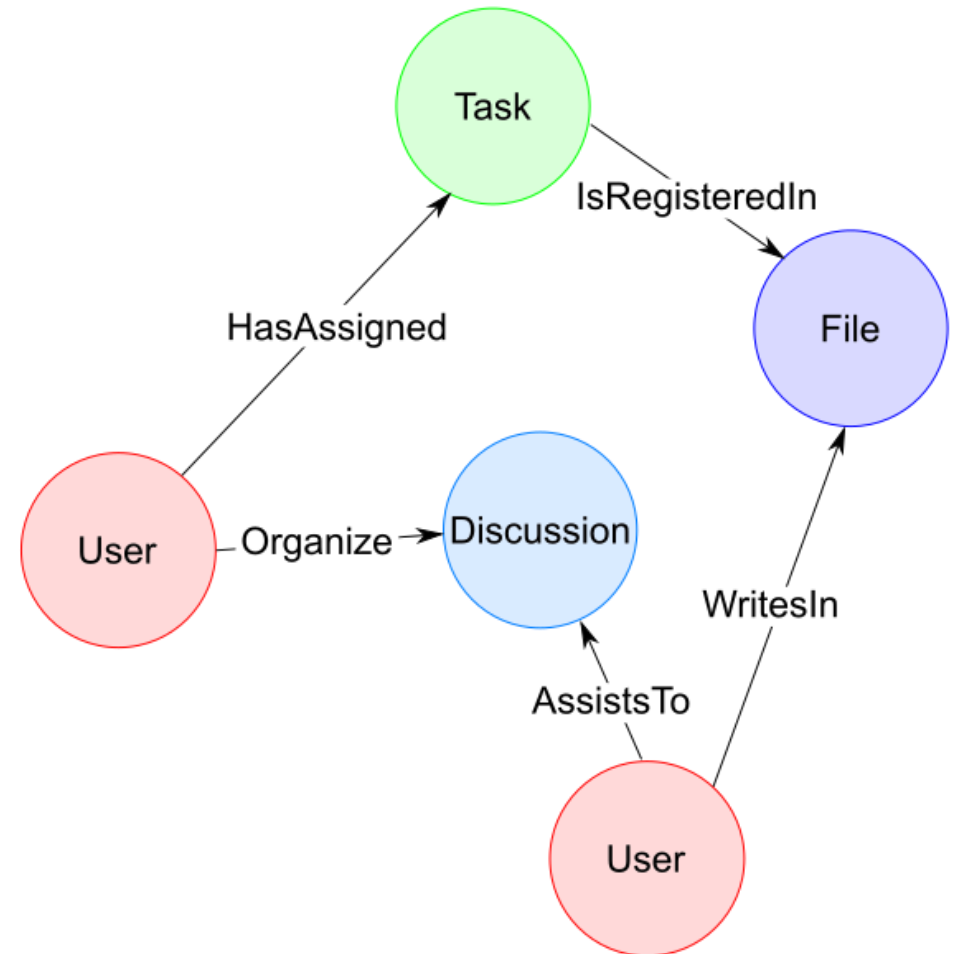 Task
IsRegisteredIn
File
HasAssigned
User
Organize
Discussion
WritesIn
AssistsTo
User